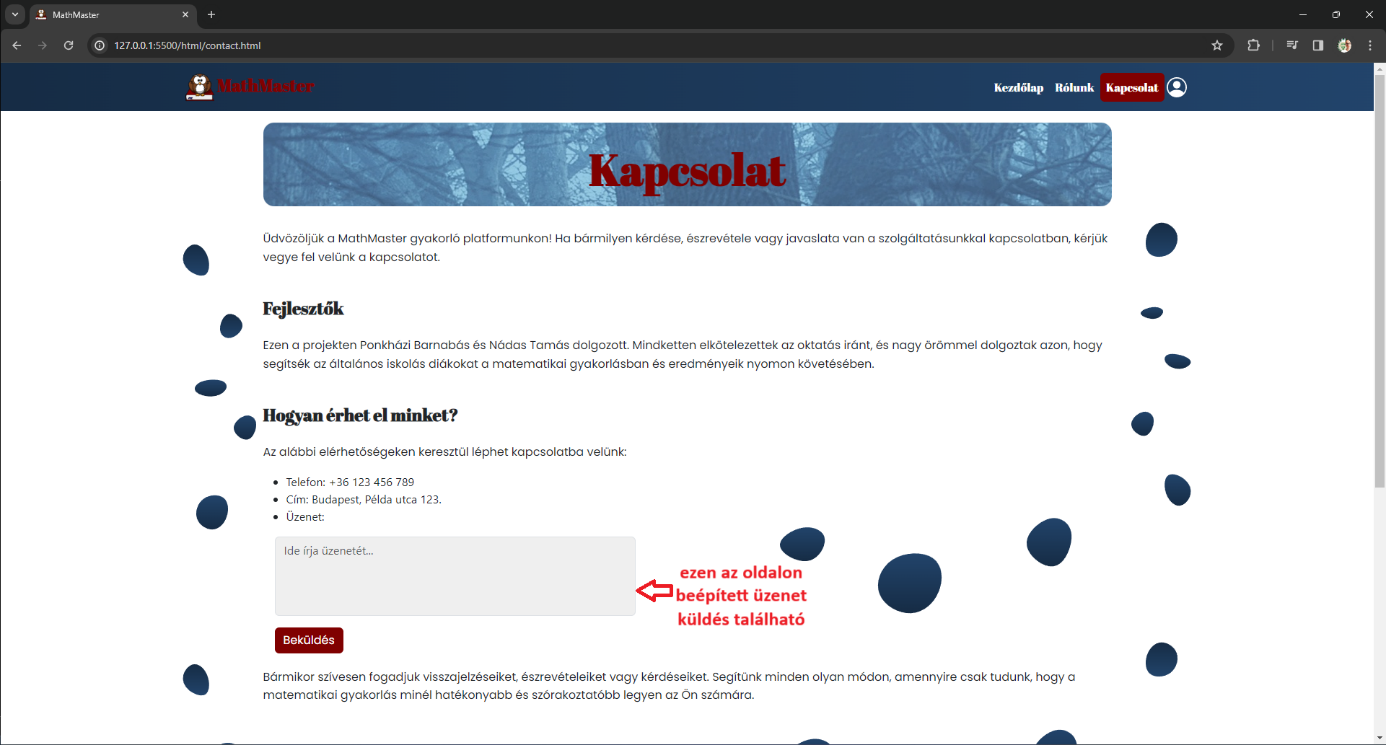 MathMaster
127.0.0.1:5500/html/contact.html
MathMaster
Kezdőlap Rólunk Kapcsolat
Kapcsolat
Üdvözöljük a MathMaster gyakorló platformunkon! Ha bármilyen kérdése, észrevétele vagy javaslata van a szolgáltatásunkkal kapcsolatban, kérjük
vegye fel velünk a kapcsolatot.
Fejlesztők
Ezen a projekten Ponkházi Barnabás és Nádas Tamás dolgozott. Mindketten elkötelezettek az oktatás iránt, és nagy örömmel dolgoztak azon, hogy
segítsék az általános iskolás diákokat a matematikai gyakorlásban és eredményeik nyomon követésében.
Hogyan érhet el minket?
Az alábbi elérhetőségeken keresztül léphet kapcsolatba velünk:
Telefon: +36 123 456 789
Cím: Budapest, Példa utca 123.
Üzenet:
Ide írja üzenetét...
ezen az oldalon
beépített üzenet
küldés található
Beküldés
Bármikor szívesen fogadjuk visszajelzéseiket, észrevételeiket vagy kérdéseiket. Segítünk minden olyan módon, amennyire csak tudunk, hogy a
matematikai gyakorlás minél hatékonyabb és szórakoztatóbb legyen az Ön számára.